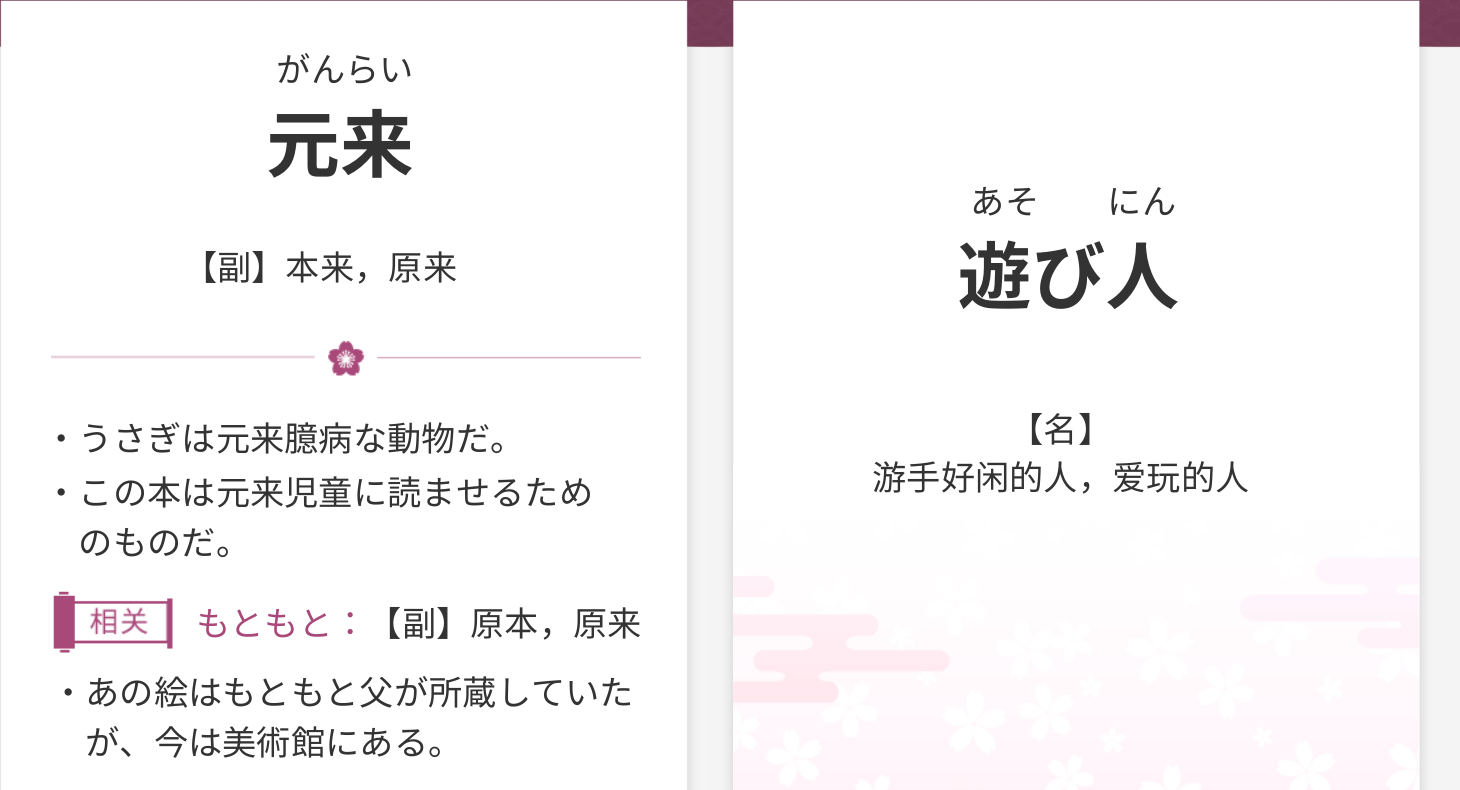 がんらい
元来
【副】本来，原来
・うさぎは元来臆病な動物だ。
・この本は元来児童に読ませるため
のものだ。
相关 もともと：【副】原本，原来
・あの絵はもともと父が所蔵していた
が、今は美術館にある。
あそ にん
遊び人
【名】
游手好闲的人，爱玩的人